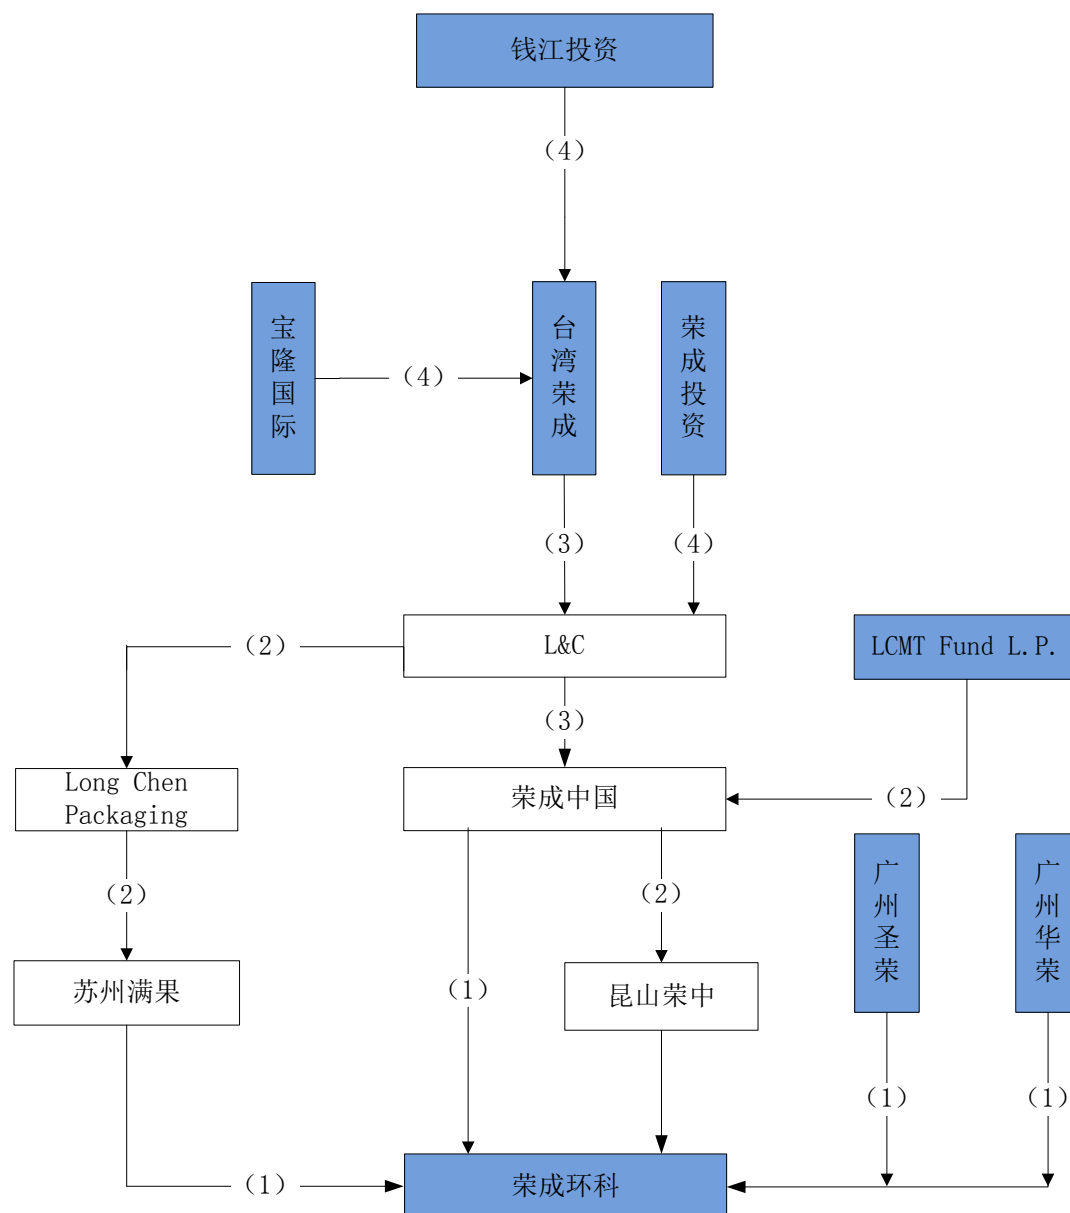 钱江投资
（4）
宝隆国际
（4）
台湾荣成
荣成投资
（3）
（4）
（2）
L&C
LCMT Fund L.P.
（3）
Long Chen
Packaging
荣成中国
（2）
（2）
（2）
广州圣荣
广州华荣
苏州满果
（1）
昆山荣中
（1）
（1）
（1）
荣成环科